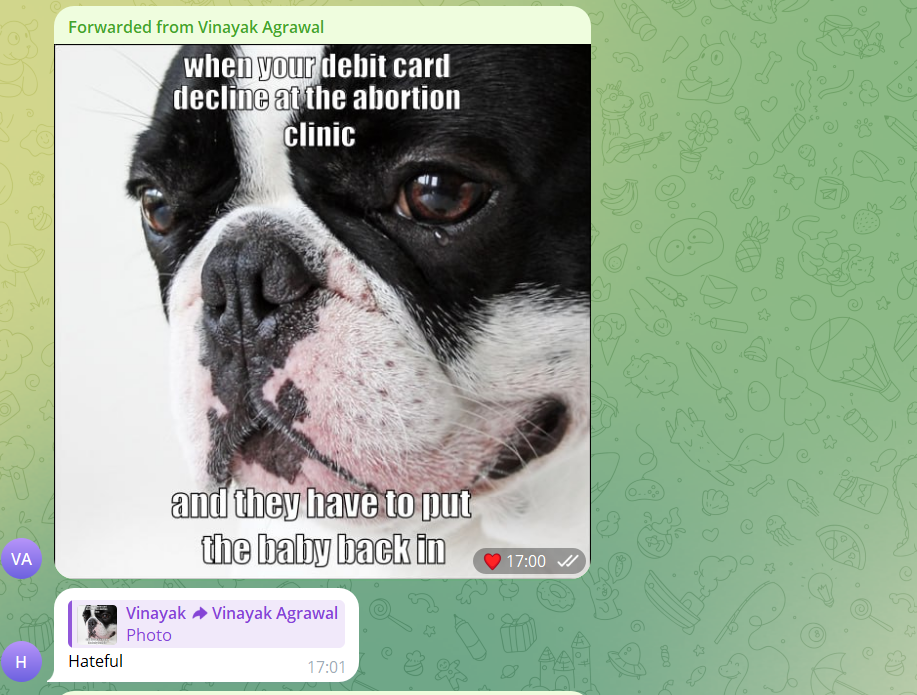 Forwarded from Vinayak Agrawal
when your debit card
decline at the abortion
clinic
and they have to put
the baby back in
❤️ 17:00
VA
Vinayak Vinayak Agrawal
Photo
Hateful
17:01
H